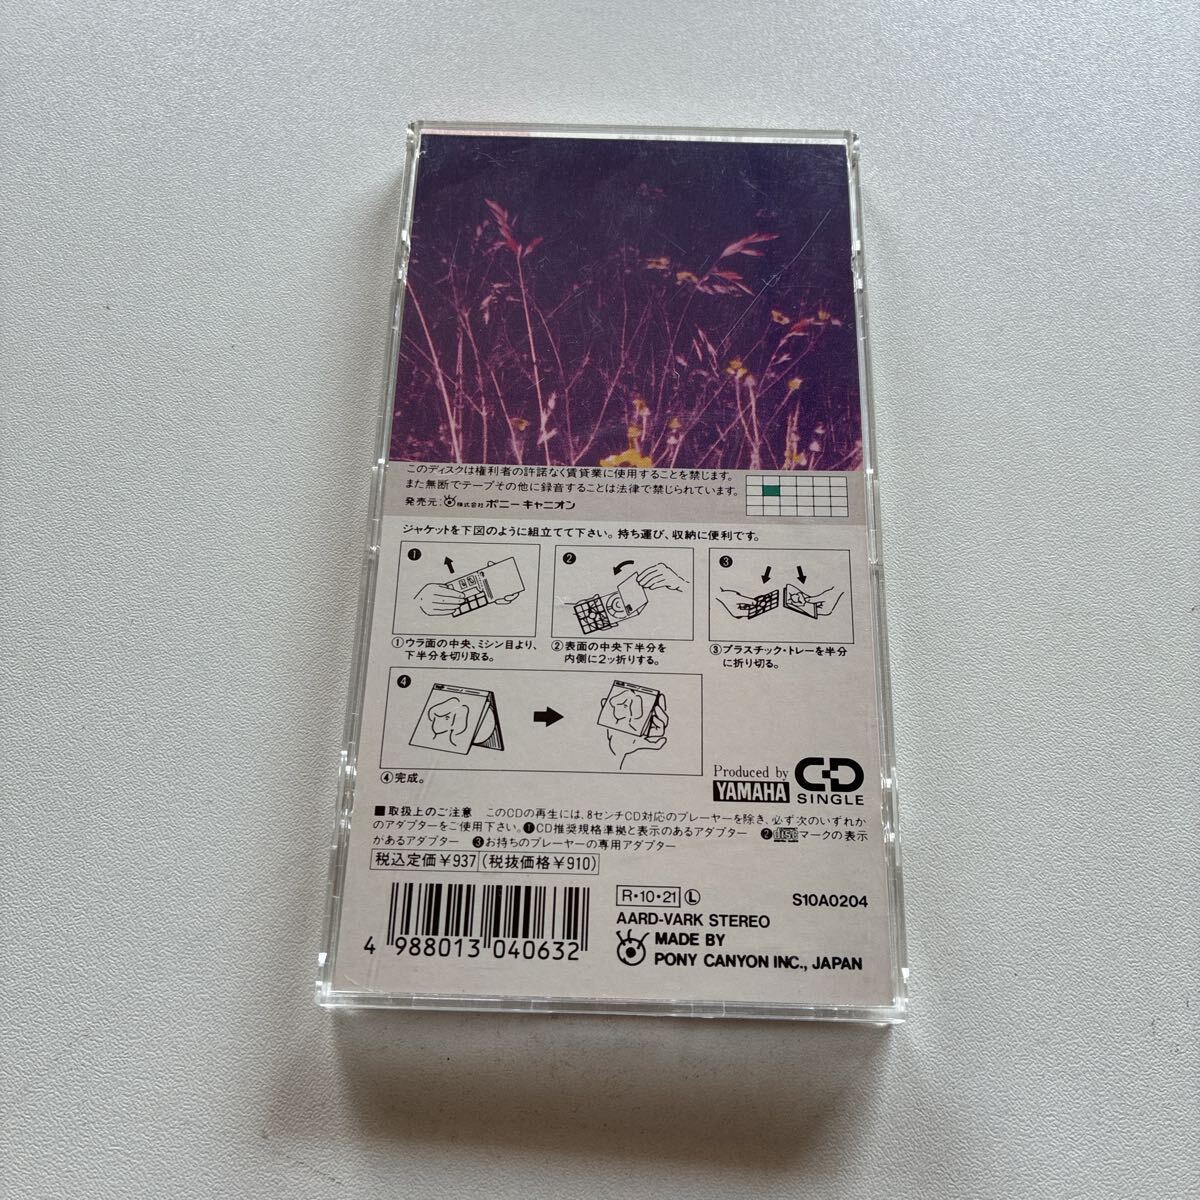 このディスクは権利者の許諾なく賃貸業に使用することを禁じます。
また無断でテープその他に録音することは法律で禁じられています。
発売元:株式会社ポニーキャニオン
ジャケットを下図のように組立てて下さい。持ち運び、収納に便利です。
❶
①ウラ面の中央、ミシン目より、
下半分を切り取る。
❷
②表面の中央下半分を
内側に2ッ折りする。
❸
③プラスチック・トレーを半分
に折り切る。
❹
④完成。
Produced by
YAMAHA
CD
SINGLE
■取扱上のご注意 このCDの再生には、8センチCD対応のプレーヤーを除き、必ず次のいずれか
のアダプターをご使用下さい。❶CD推奨規格準拠と表示のあるアダプター ❷discマークの表示
があるアダプター ❸お持ちのプレーヤーの専用アダプター
税込定価¥937 (税抜価格¥910)
R・10・21 Ⓛ S10A0204
AARD-VARK STEREO
MADE BY
PONY CANYON INC., JAPAN
4 988013 040632